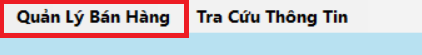 Quản Lý Bán Hàng Tra Cứu Thông Tin